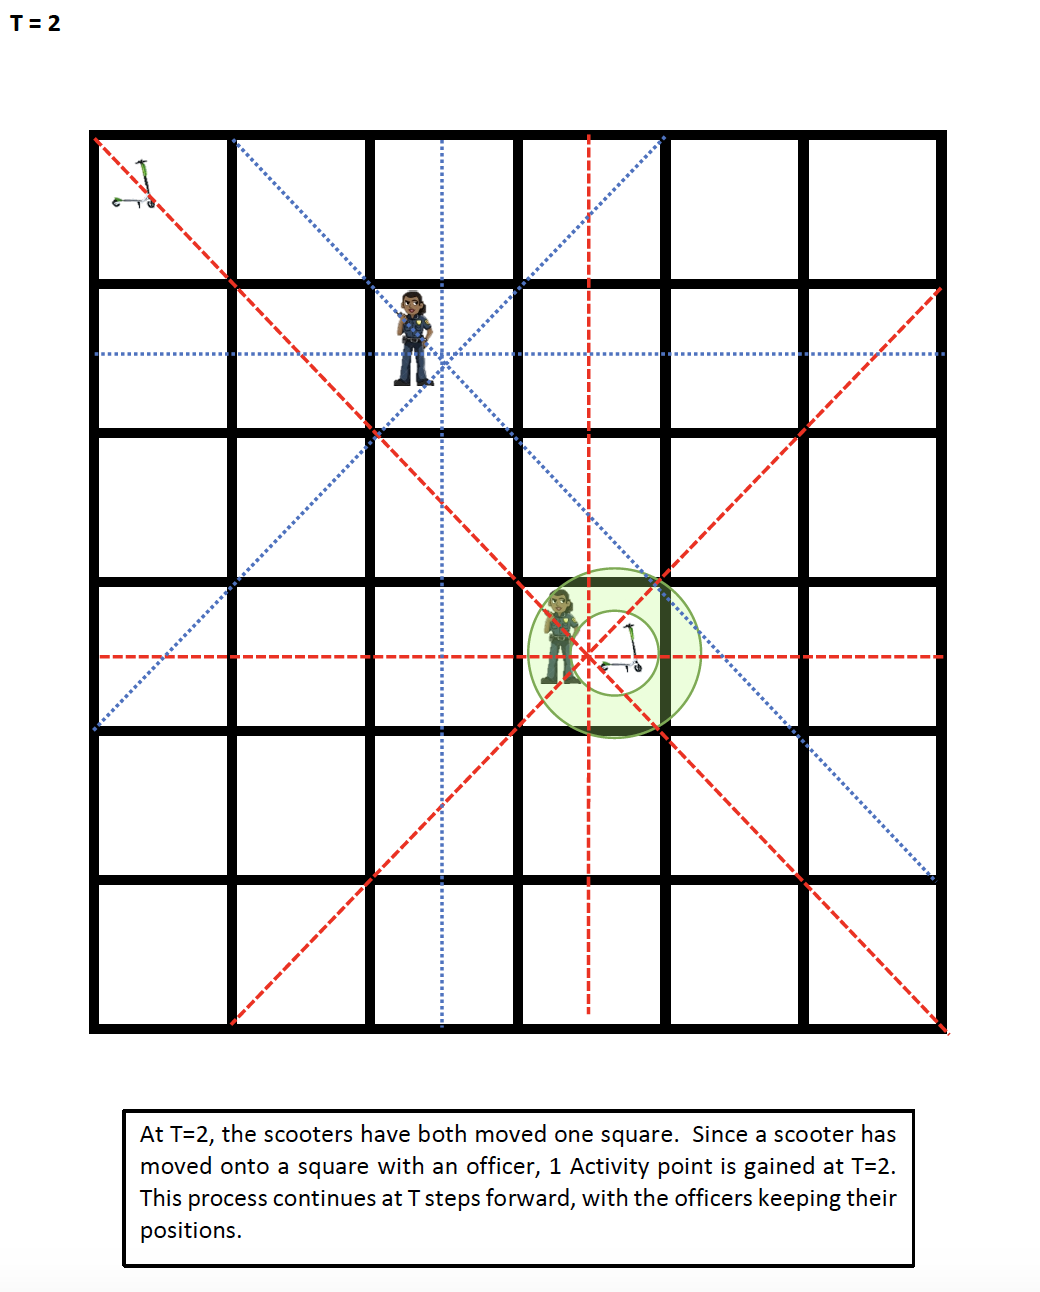 T = 2
At T=2, the scooters have both moved one square.  Since a scooter has
moved onto a square with an officer, 1 Activity point is gained at T=2.
This process continues at T steps forward, with the officers keeping their
positions.